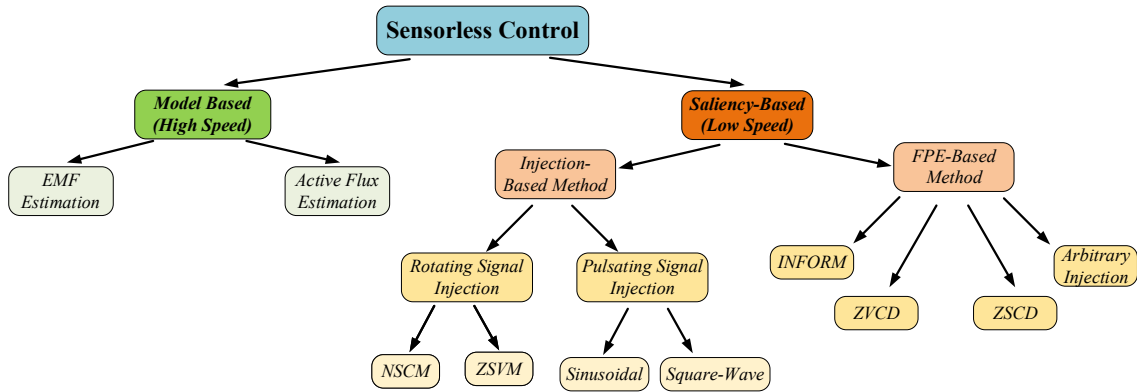 Sensorless Control
Model Based
(High Speed)
Saliency-Based
(Low Speed)
EMF
Estimation
Active Flux
Estimation
Injection-
Based Method
FPE-Based
Method
Rotating Signal
Injection
Pulsating Signal
Injection
INFORM
Arbitrary
Injection
ZVCD
ZSCD
NSCM
ZSVM
Sinusoidal
Square-Wave